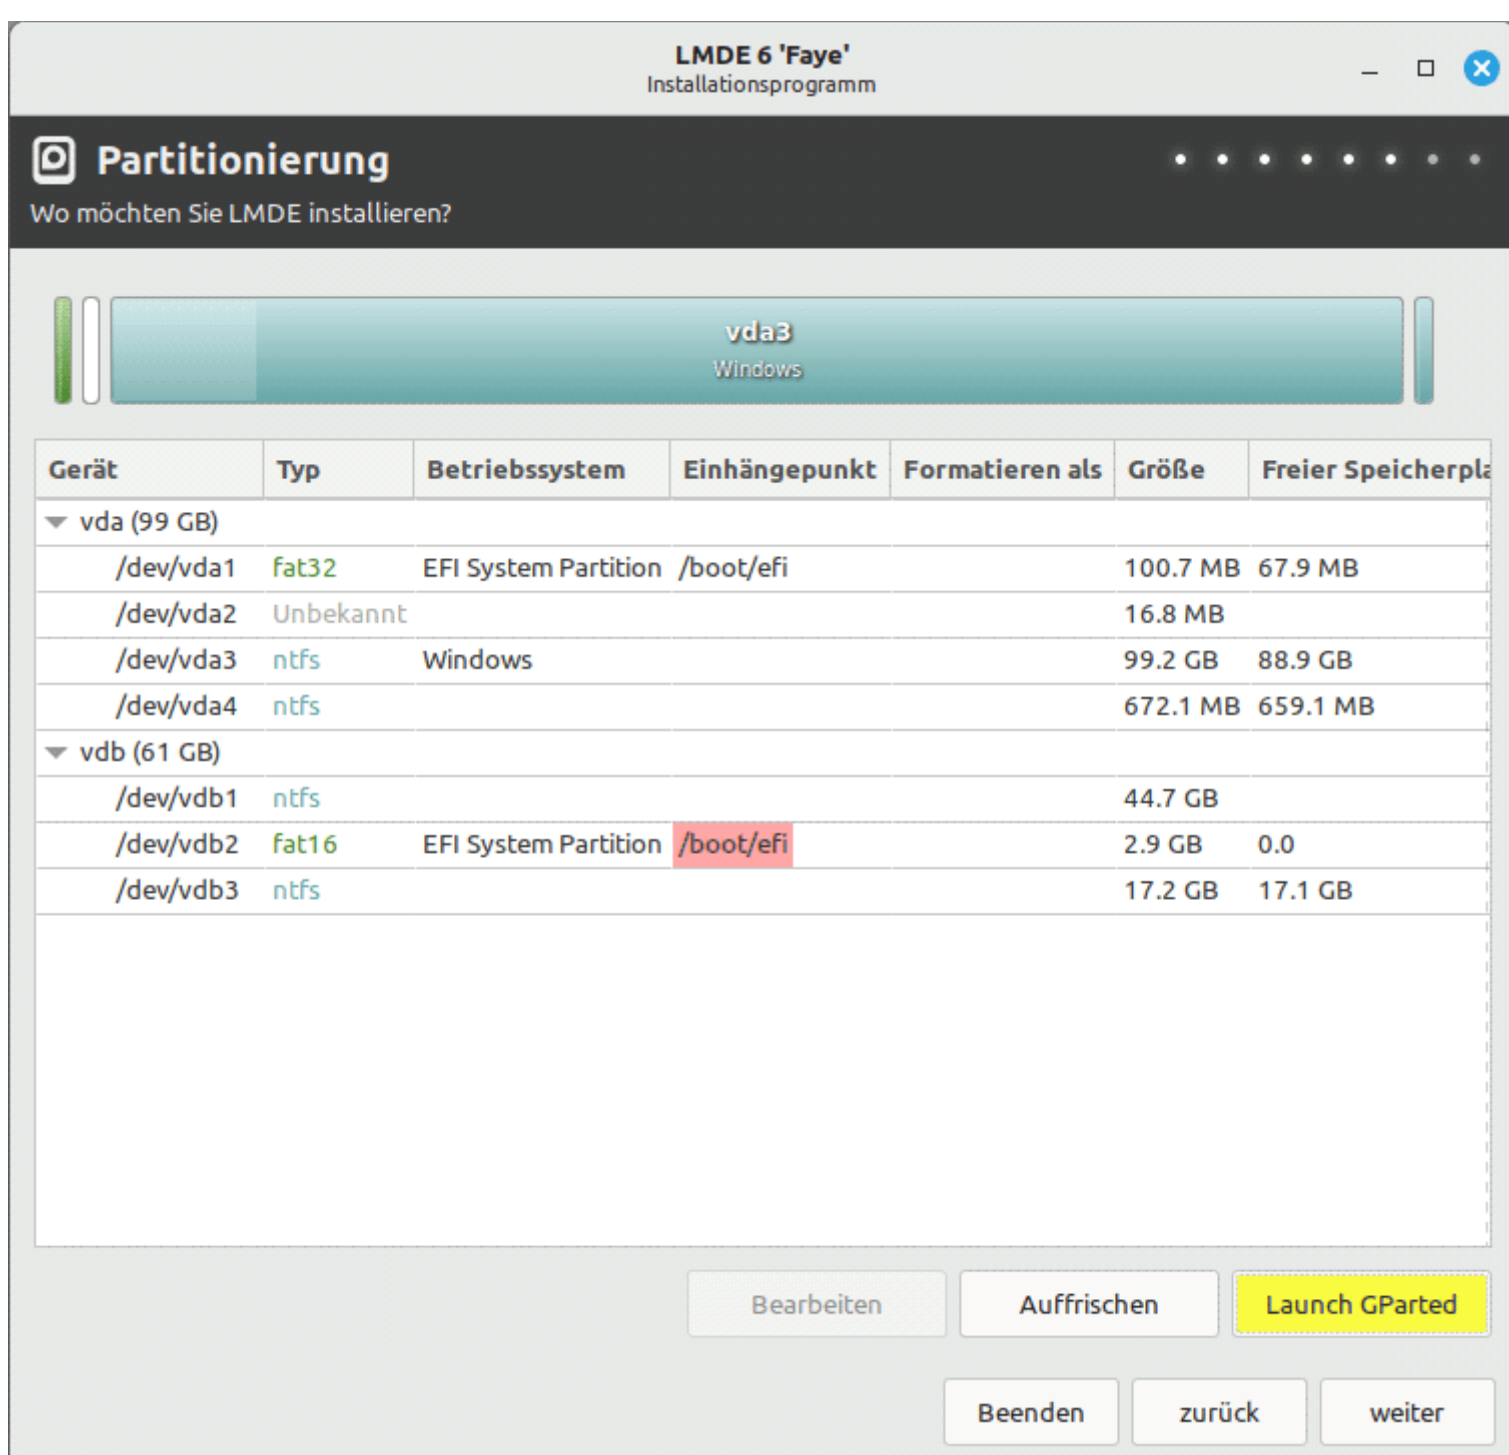 LMDE 6 'Faye'
Installationsprogramm
Partitionierung
Wo möchten Sie LMDE installieren?
vda3
Windows
Gerät Typ Betriebssystem Einhängepunkt Formatieren als Größe Freier Speicherpla
vda (99 GB)
/dev/vda1 fat32 EFI System Partition /boot/efi 100.7 MB 67.9 MB
/dev/vda2 Unbekannt 16.8 MB
/dev/vda3 ntfs Windows 99.2 GB 88.9 GB
/dev/vda4 ntfs 672.1 MB 659.1 MB
vdb (61 GB)
/dev/vdb1 ntfs 44.7 GB
/dev/vdb2 fat16 EFI System Partition /boot/efi 2.9 GB 0.0
/dev/vdb3 ntfs 17.2 GB 17.1 GB
Bearbeiten Auffrischen Launch GParted
Beenden zurück weiter